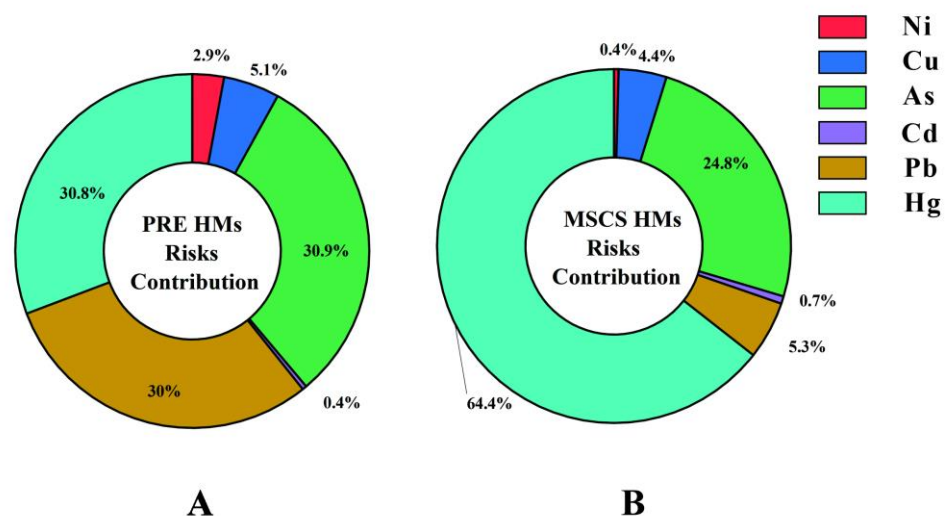 2.9%
5.1%
30.9%
0.4%
30%
30.8%
PRE HMs
Risks
Contribution
A
0.4%
4.4%
24.8%
0.7%
5.3%
64.4%
MSCS HMs
Risks
Contribution
B
Ni
Cu
As
Cd
Pb
Hg